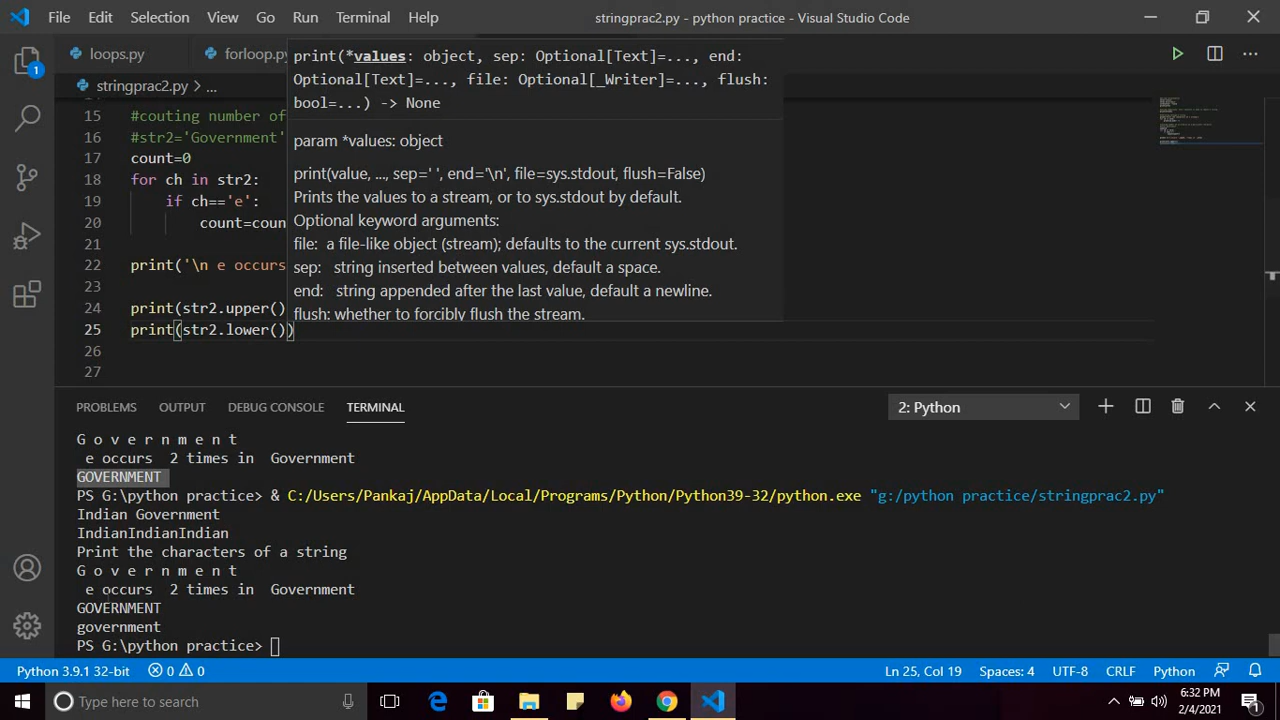 File Edit Selection View Go Run Terminal Help stringprac2.py - python practice - Visual Studio Code
loops.py forloop.py
stringprac2.py > ...
print(*values: object, sep: Optional[Text]=..., end:
Optional[Text]=..., file: Optional[_Writer]=..., flush:
bool=...) -> None
param *values: object
print(value, ..., sep=' ', end='\n', file=sys.stdout, flush=False)
Prints the values to a stream, or to sys.stdout by default.
Optional keyword arguments:
file: a file-like object (stream); defaults to the current sys.stdout.
sep: string inserted between values, default a space.
end: string appended after the last value, default a newline.
flush: whether to forcibly flush the stream.
15 #couting number of
16 #str2='Government'
17 count=0
18 for ch in str2:
19 if ch=='e':
20 count=coun
21
22 print('\n e occurs
24 print(str2.upper()
25 print(str2.lower())
26
27
PROBLEMS OUTPUT DEBUG CONSOLE TERMINAL 2: Python
G o v e r n m e n t
e occurs 2 times in Government
GOVERNMENT
PS G:\python practice> & C:/Users/Pankaj/AppData/Local/Programs/Python/Python39-32/python.exe "g:/python practice/stringprac2.py"
Indian Government
IndianIndianIndian
Print the characters of a string
G o v e r n m e n t
e occurs 2 times in Government
GOVERNMENT
government
PS G:\python practice>
Python 3.9.1 32-bit 0 0 Ln 25, Col 19 Spaces: 4 UTF-8 CRLF Python
Type here to search 6:32 PM
2/4/2021